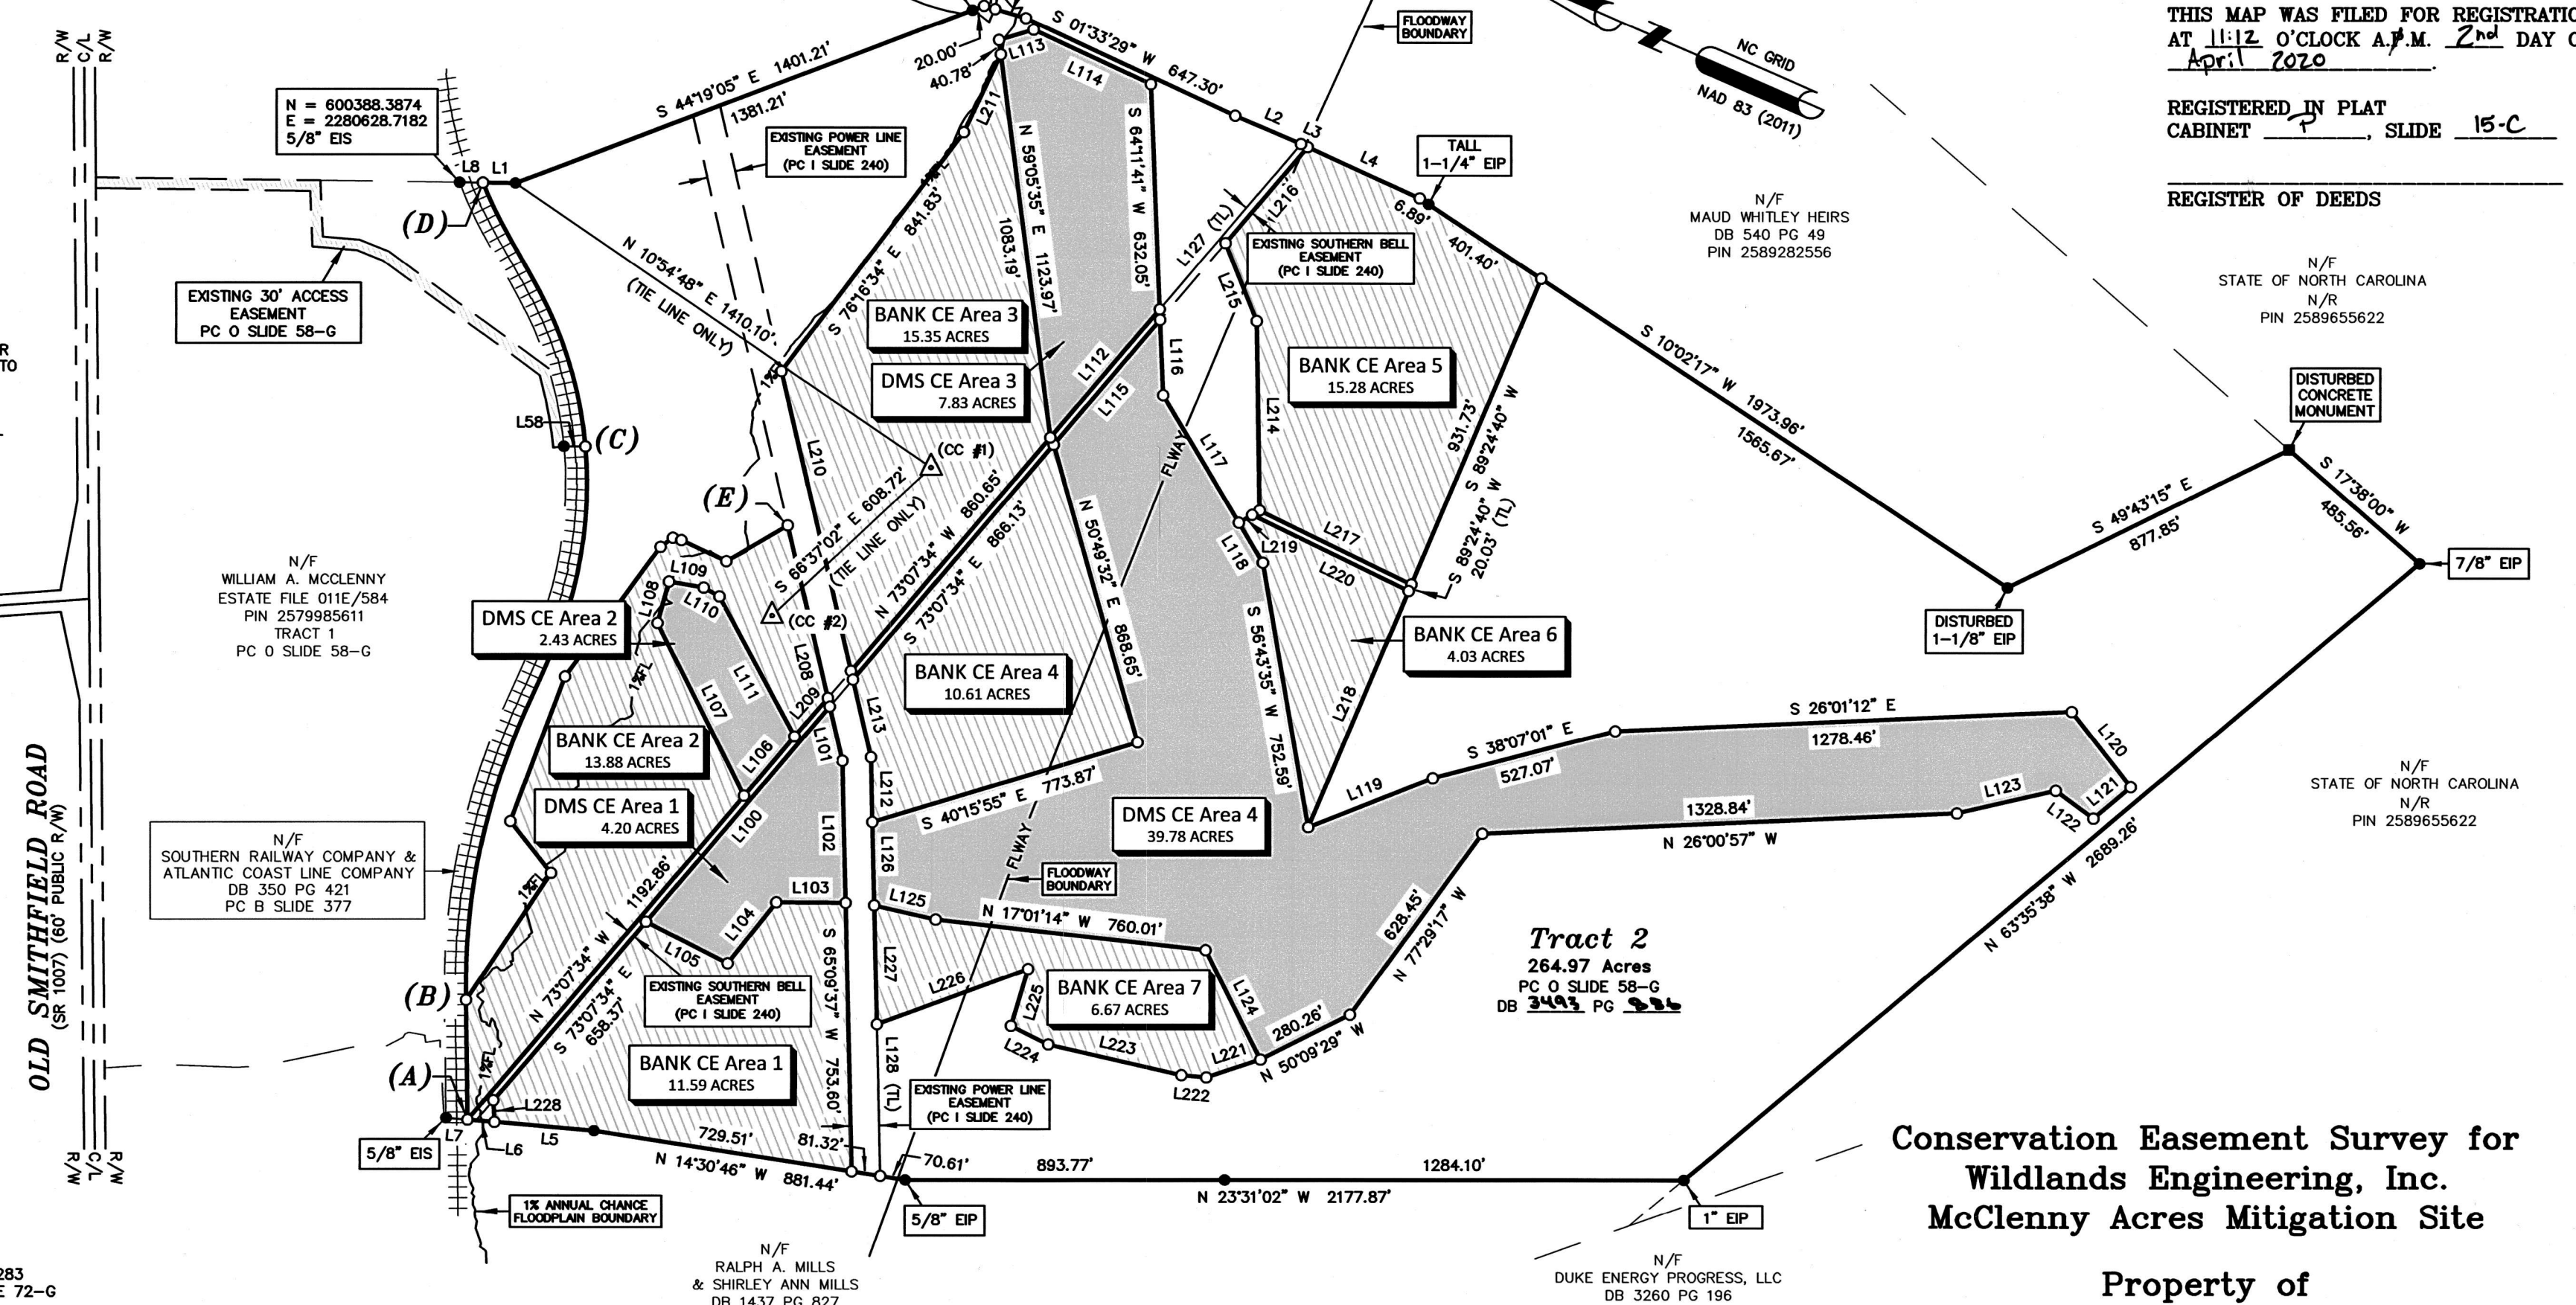 THIS MAP WAS FILED FOR REGISTRATIO
AT 11:12 O'CLOCK A.P.M. 2nd DAY O
April 2020
REGISTERED IN PLAT
CABINET P, SLIDE 15-C
REGISTER OF DEEDS
R/W
C/L
R/W
N = 600388.3874
E = 2280628.7182
5/8" EIS
L8
L1
(D)
S 44°19'05" E 1401.21'
1381.21'
20.00'
40.78'
L113
S 01°33'29" W 647.30'
L114
FLOODWAY
BOUNDARY
NC GRID
NAD 83 (2011)
N
EXISTING POWER LINE
EASEMENT
(PC I SLIDE 240)
L211
1%FL
S 76°16'34" E 841.83'
N 59°05'35" E 1123.97'
1083.19'
S 64°11'41" W 632.05'
L2
L3
L4
TALL
1-1/4" EIP
6.89'
401.40'
L127 (TL)
L216
EXISTING SOUTHERN BELL
EASEMENT
(PC I SLIDE 240)
N/F
MAUD WHITLEY HEIRS
DB 540 PG 49
PIN 2589282556
N/F
STATE OF NORTH CAROLINA
N/R
PIN 2589655622
EXISTING 30' ACCESS
EASEMENT
PC O SLIDE 58-G
N 10°54'48" E 1410.10'
(TIE LINE ONLY)
BANK CE Area 3
15.35 ACRES
DMS CE Area 3
7.83 ACRES
L112
L115
L116
L215
L214
BANK CE Area 5
15.28 ACRES
931.73'
S 89°24'40" W
S 10°02'17" W 1973.96'
1565.67'
DISTURBED
CONCRETE
MONUMENT
R
TO
L58
(C)
1%
L210
(CC #1)
(E)
S 66°37'02" E 608.72'
(TIE LINE ONLY)
(CC #2)
N 73°07'34" W 860.65'
S 73°07'34" E 866.13'
L117
FLWAY
L118
L219
L217
L220
S 89°24'40" W
20.03' (TL)
S 49°43'15" E
877.85'
S 17°38'00" W
485.56'
7/8" EIP
DISTURBED
1-1/8" EIP
N/F
WILLIAM A. MCCLENNY
ESTATE FILE 011E/584
PIN 2579985611
TRACT 1
PC O SLIDE 58-G
L109
L108
L110
DMS CE Area 2
2.43 ACRES
1%FL
L107
L111
L208
L209
N 50°49'32" E 868.65'
BANK CE Area 4
10.61 ACRES
L213
L101
L106
S 56°43'35" W 752.59'
L218
BANK CE Area 6
4.03 ACRES
BANK CE Area 2
13.88 ACRES
DMS CE Area 1
4.20 ACRES
L100
L102
L212
S 40°15'55" E 773.87'
DMS CE Area 4
39.78 ACRES
L119
S 38°07'01" E
527.07'
S 26°01'12" E
1278.46'
L120
L121
L122
L123
1328.84'
N 26°00'57" W
N 63°35'38" W 2689.26'
N/F
STATE OF NORTH CAROLINA
N/R
PIN 2589655622
OLD SMITHFIELD ROAD
(SR 1007) (60' PUBLIC R/W)
N/F
SOUTHERN RAILWAY COMPANY &
ATLANTIC COAST LINE COMPANY
DB 350 PG 421
PC B SLIDE 377
1%FL
N 73°07'34" W 1192.86'
S 73°07'34" E
658.37'
L103
L104
L105
L126
L125
FLWAY
FLOODWAY
BOUNDARY
N 17°01'14" W 760.01'
628.45'
N 77°29'17" W
Tract 2
264.97 Acres
PC O SLIDE 58-G
DB 3493 PG 886
(B)
(A)
1%FL
EXISTING SOUTHERN BELL
EASEMENT
(PC I SLIDE 240)
S 65°09'37" W 753.60'
L227
L226
L225
L224
L223
BANK CE Area 7
6.67 ACRES
L124
280.26'
N 50°09'29" W
L221
L222
BANK CE Area 1
11.59 ACRES
L128 (TL)
EXISTING POWER LINE
EASEMENT
(PC I SLIDE 240)
L228
L7
L6
L5
5/8" EIS
729.51'
81.32'
N 14°30'46" W 881.44'
70.61'
893.77'
1284.10'
N 23°31'02" W 2177.87'
5/8" EIP
1" EIP
R/W
C/L
R/W
1% ANNUAL CHANCE
FLOODPLAIN BOUNDARY
N/F
RALPH A. MILLS
& SHIRLEY ANN MILLS
DB 1437 PG 827
N/F
DUKE ENERGY PROGRESS, LLC
DB 3260 PG 196
Conservation Easement Survey for
Wildlands Engineering, Inc.
McClenny Acres Mitigation Site
Property of
283
E 72-G